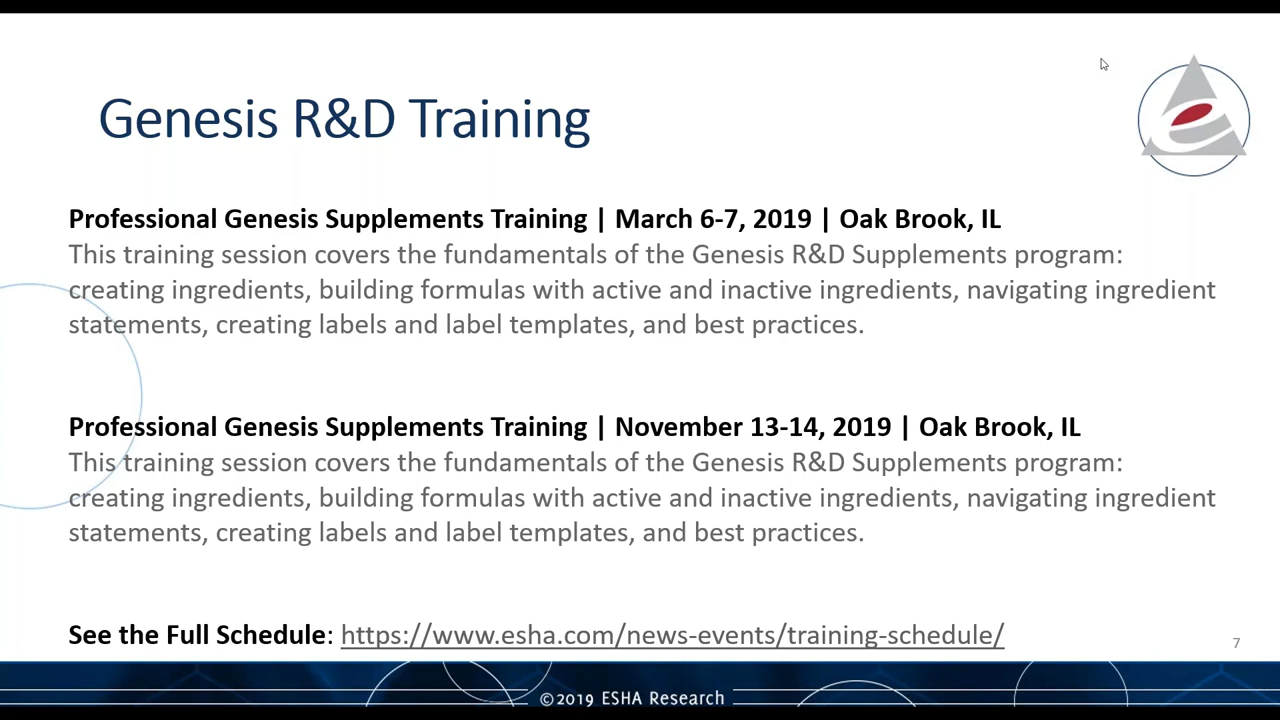 Genesis R&D Training
Professional Genesis Supplements Training | March 6-7, 2019 | Oak Brook, IL
This training session covers the fundamentals of the Genesis R&D Supplements program:
creating ingredients, building formulas with active and inactive ingredients, navigating ingredient
statements, creating labels and label templates, and best practices.
Professional Genesis Supplements Training | November 13-14, 2019 | Oak Brook, IL
This training session covers the fundamentals of the Genesis R&D Supplements program:
creating ingredients, building formulas with active and inactive ingredients, navigating ingredient
statements, creating labels and label templates, and best practices.
See the Full Schedule: https://www.esha.com/news-events/training-schedule/
7
©2019 ESHA Research